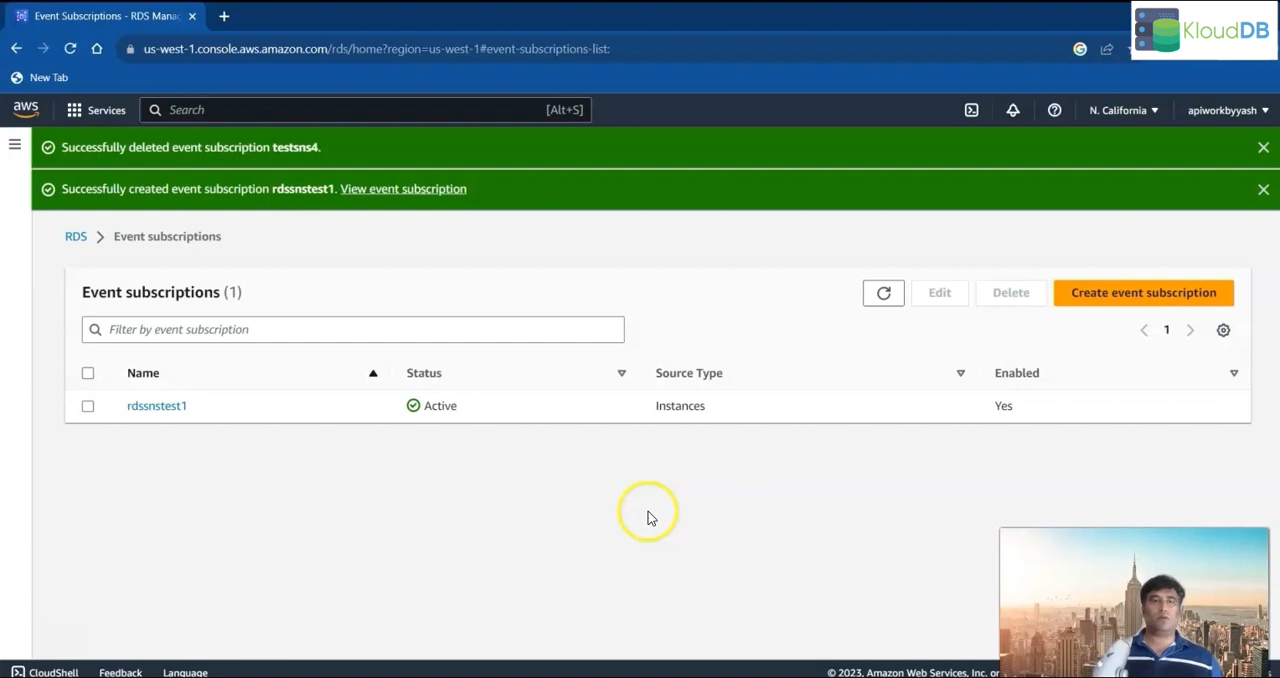 Event Subscriptions - RDS Mana
KloudDB
us-west-1.console.aws.amazon.com/rds/home?region=us-west-1#event-subscriptions-list:
New Tab
aws Services Search [Alt+S] N. California apiworkbyyash
Successfully deleted event subscription testsns4.
Successfully created event subscription rdssnstest1. View event subscription
RDS Event subscriptions
Event subscriptions (1) Edit Delete Create event subscription
Filter by event subscription 1
Name Status Source Type Enabled
rdssnstest1 Active Instances Yes
CloudShell Feedback Language © 2023, Amazon Web Services, Inc. or